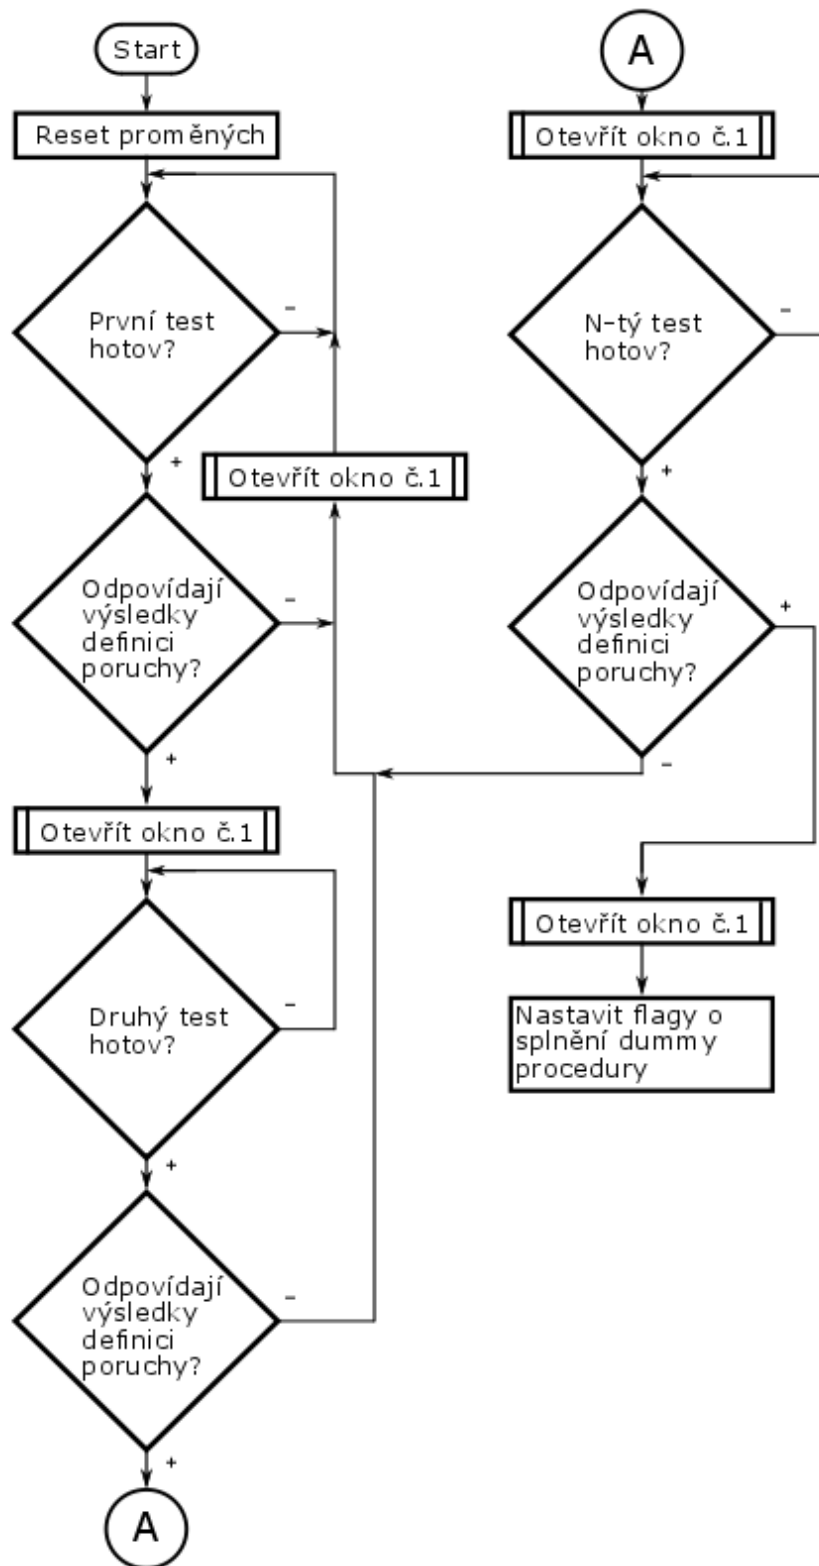 Start
Reset proměných
První test
hotov?
-
+
Otevřít okno č.1
Odpovídají
výsledky
definici
poruchy?
-
+
Otevřít okno č.1
Druhý test
hotov?
-
+
Odpovídají
výsledky
definici
poruchy?
-
+
A
A
Otevřít okno č.1
N-tý test
hotov?
-
+
Odpovídají
výsledky
definici
poruchy?
+
-
Otevřít okno č.1
Nastavit flagy o
splnění dummy
procedury